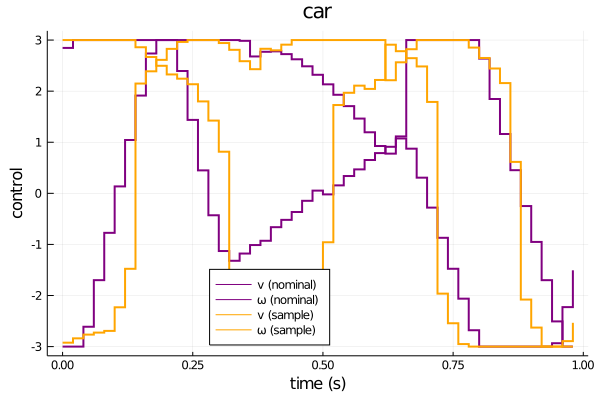 car
control
3
2
1
0
-1
-2
-3
v (nominal)
ω (nominal)
v (sample)
ω (sample)
0.00
0.25
0.50
0.75
1.00
time (s)